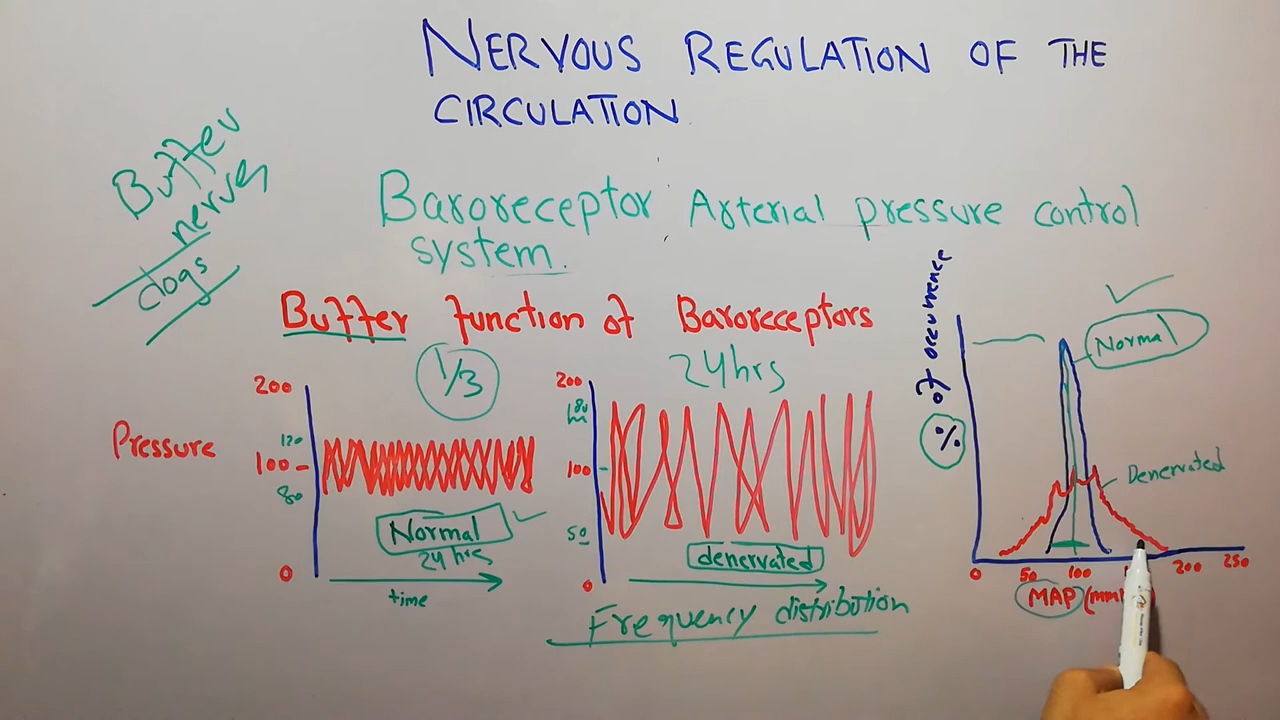 NERVOUS REGULATION OF THE
CIRCULATION
Buffer
nerves
dogs
Baroreceptor Arterial pressure control
system.
Buffer function of Baroreceptors
1/3
24hrs
Pressure
200
120
100
80
0
Normal
24 hrs
time
200
180
100
50
0
denervated
Frequency distribution
% of occurrence
Normal
Denervated
0 50 100 200 250
MAP